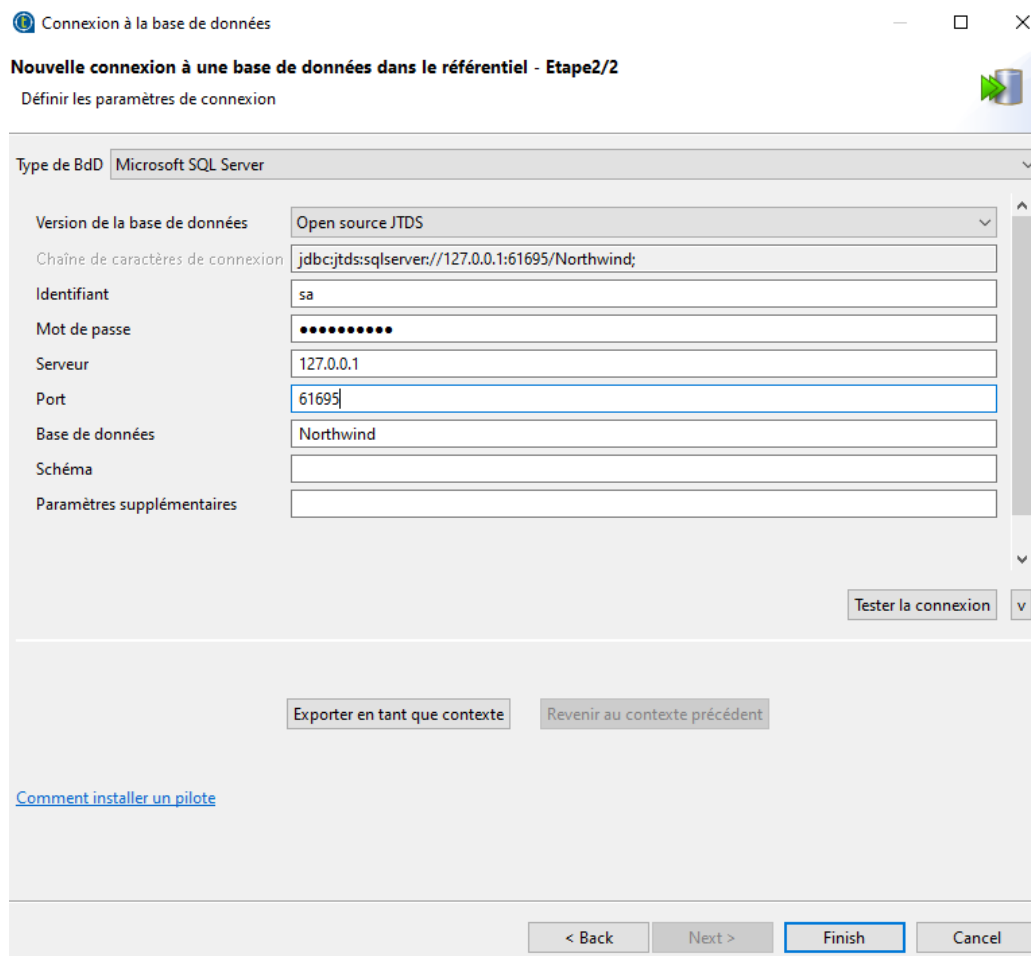 Connexion à la base de données
Nouvelle connexion à une base de données dans le référentiel - Etape2/2
Définir les paramètres de connexion
Type de BdD Microsoft SQL Server
Version de la base de données Open source JTDS
Chaîne de caractères de connexion jdbc:jtds:sqlserver://127.0.0.1:61695/Northwind;
Identifiant sa
Mot de passe ●●●●●●●●●●
Serveur 127.0.0.1
Port 61695
Base de données Northwind
Schéma
Paramètres supplémentaires
Tester la connexion v
Exporter en tant que contexte Revenir au contexte précédent
Comment installer un pilote
< Back Next > Finish Cancel